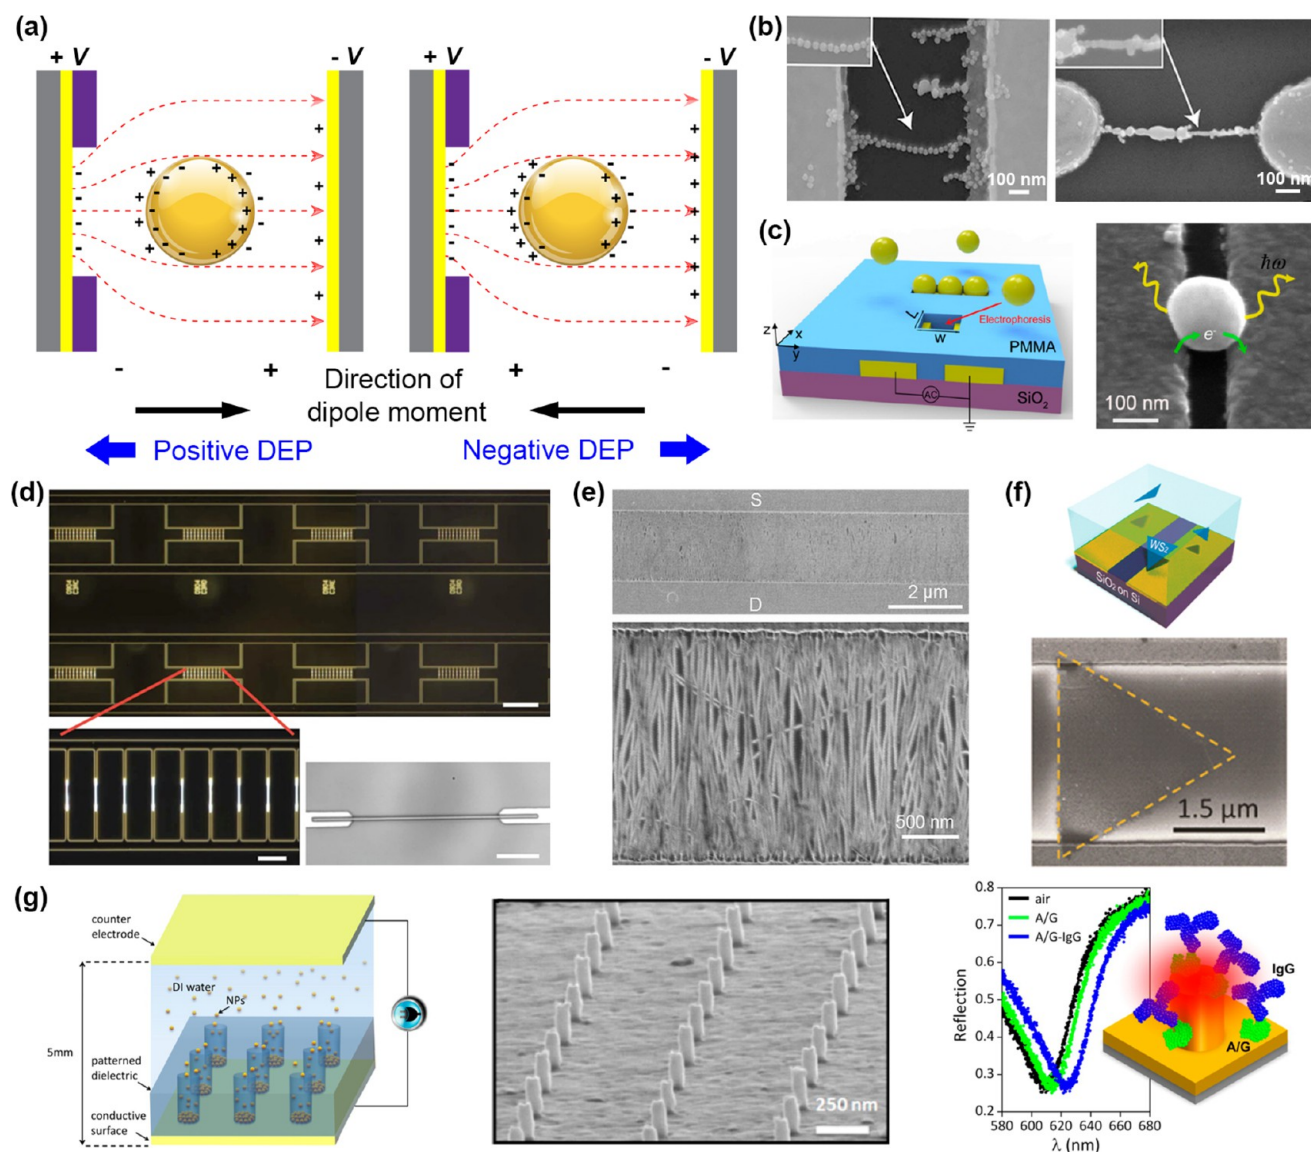 (a)
+ V
- V
+ V
- V
- +
+ -
Direction of
dipole moment
Positive DEP
Negative DEP
(b)
100 nm
100 nm
(c)
z
x
y
L
W
Electrophoresis
PMMA
AC
SiO2
ħω
e-
100 nm
(d)
(e)
S
D
2 μm
500 nm
(f)
WS2
SiO2 on Si
1.5 μm
(g)
counter
electrode
DI water
NPs
5mm
patterned
dielectric
conductive
surface
250 nm
0.8
0.7
0.6
0.5
0.4
0.3
0.2
Reflection
air
A/G
A/G-IgG
580 600 620 640 660 680
λ (nm)
IgG
A/G